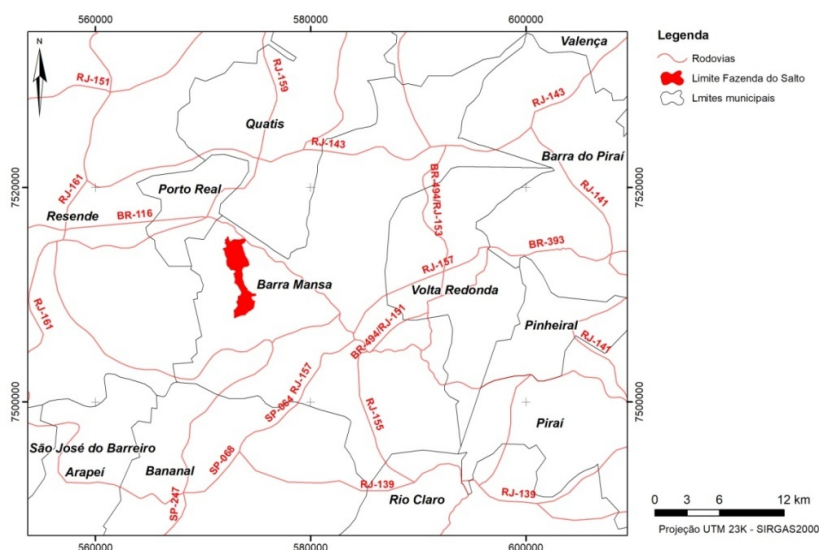 560000
580000
600000
N
Valença
RJ-151
RJ-159
RJ-143
Quatis
RJ-143
Barra do Piraí
7520000
7520000
Porto Real
RJ-161
BR-494/RJ-153
RJ-141
Resende
BR-116
BR-393
RJ-157
Barra Mansa
Volta Redonda
RJ-161
BR-494/RJ-151
Pinheiral
RJ-141
7500000
7500000
RJ-157
SP-064
RJ-155
Piraí
São José do Barreiro
Arapeí
Bananal
SP-068
SP-247
RJ-139
Rio Claro
RJ-139
560000
580000
600000
Legenda
Rodovias
Limite Fazenda do Salto
Lmites municipais
0 3 6 12 km
Projeção UTM 23K - SIRGAS2000